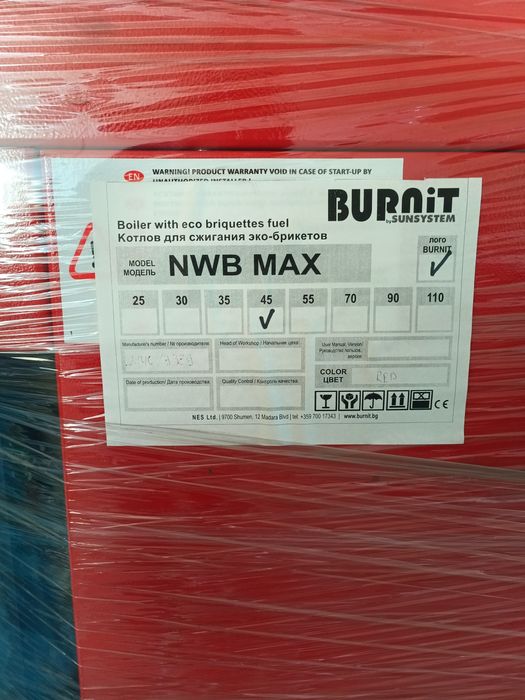 EN WARNING! PRODUCT WARRANTY VOID IN CASE OF START-UP BY
BURNiT
by SUNSYSTEM
Boiler with eco briquettes fuel
Котлов для сжигания эко-брикетов
MODEL
МОДЕЛЬ
NWB MAX
лого
BURNIT
25 30 35 45 55 70 90 110
Manufacturer's number / № производителя
Head of Workshop / Начальник цеха
User Manual, Version/
Руководство пользов.
версия
Date of production/ Дата производства
Quality Control / Контроль качества
COLOR
ЦВЕТ
RED
NES Ltd. | 9700 Shumen, 12 Madara Blvd | tel: +359 700 17343 | www.burnit.bg
CE